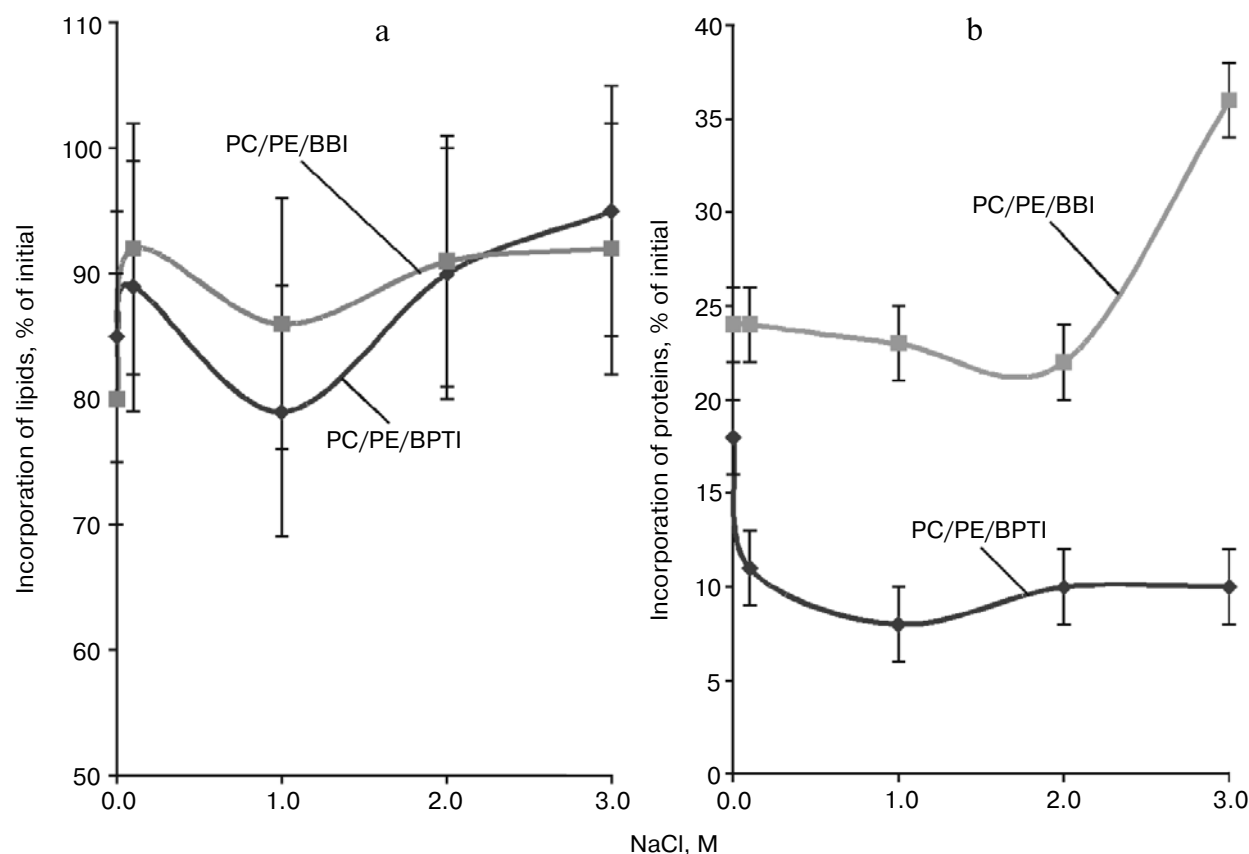 a
110
100
90
80
70
60
50
Incorporation of lipids, % of initial
PC/PE/BBI
PC/PE/BPTI
0.0 1.0 2.0 3.0
b
40
35
30
25
20
15
10
5
0
Incorporation of proteins, % of initial
PC/PE/BBI
PC/PE/BPTI
0.0 1.0 2.0 3.0
NaCl, M